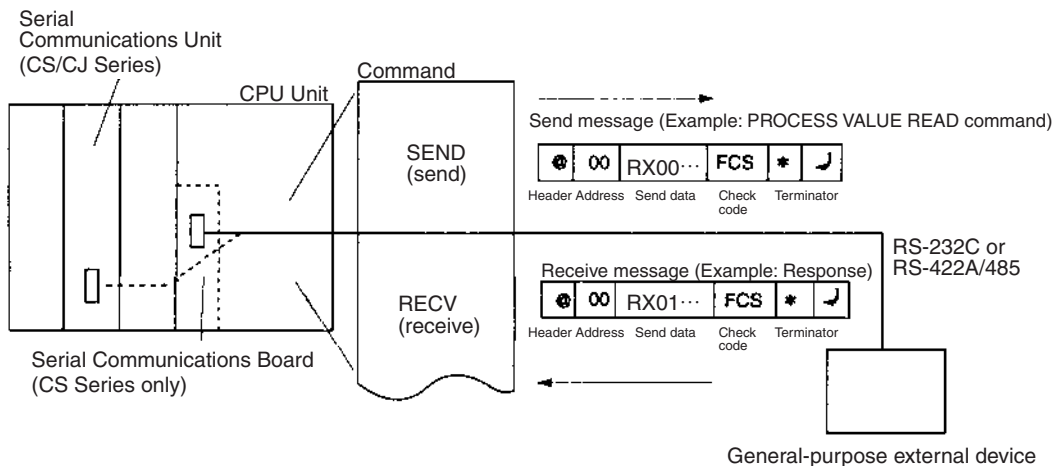 Serial
Communications Unit
(CS/CJ Series)
CPU Unit
Command
SEND
(send)
RECV
(receive)
Send message (Example: PROCESS VALUE READ command)
@ 00 RX00··· FCS * ↲
Header Address Send data Check code Terminator
RS-232C or
RS-422A/485
Receive message (Example: Response)
@ 00 RX01··· FCS * ↲
Header Address Send data Check code Terminator
Serial Communications Board
(CS Series only)
General-purpose external device